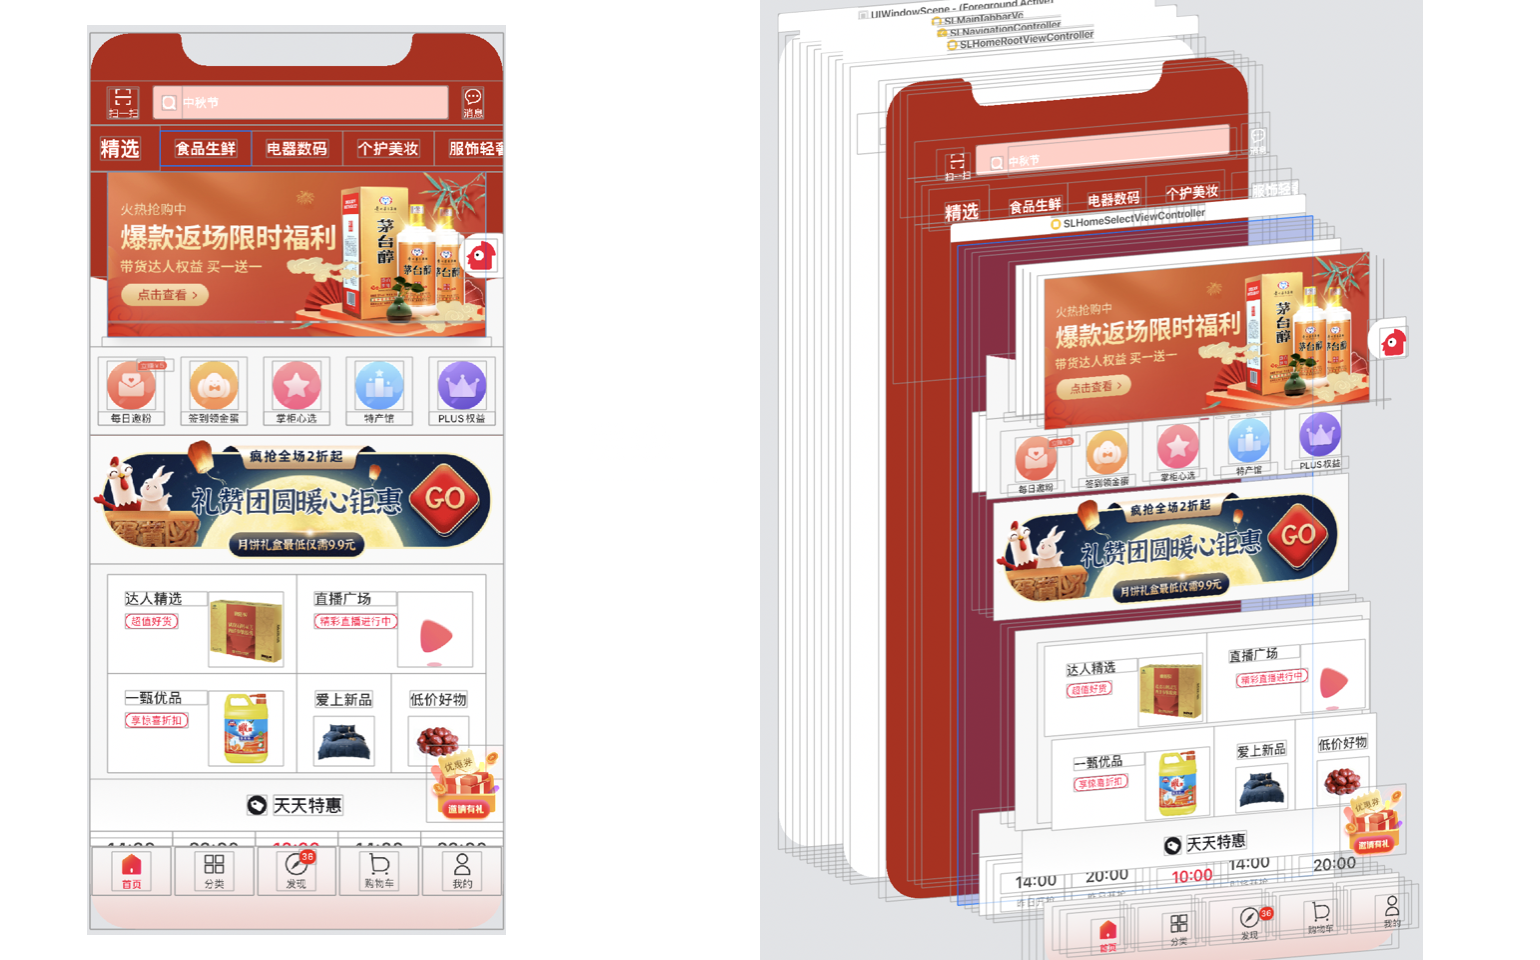 扫一扫
中秋节
消息
精选
食品生鲜
电器数码
个护美妆
服饰轻奢
火热抢购中
爆款返场限时福利
带货达人权益 买一送一
点击查看 >
茅台醇
每日邀粉
签到领金蛋
掌柜心选
特产馆
PLUS权益
疯抢全场2折起
礼赞团圆暖心钜惠
GO
月饼礼盒最低仅需9.9元
达人精选
超值好货
直播广场
精彩直播进行中
一甄优品
享惊喜折扣
爱上新品
低价好物
优惠券
邀请有礼
天天特惠
首页
分类
发现
36
购物车
我的
UIWindowScene - (Foreground Active)
SLMainTabbarVc
SLNavigationController
SLHomeRootViewController
扫一扫
中秋节
精选
食品生鲜
电器数码
个护美妆
SLHomeSelectViewController
火热抢购中
爆款返场限时福利
带货达人权益 买一送一
点击查看 >
茅台醇
每日邀粉
签到领金蛋
掌柜心选
特产馆
PLUS权益
疯抢全场2折起
礼赞团圆暖心钜惠
GO
月饼礼盒最低仅需9.9元
达人精选
超值好货
直播广场
精彩直播进行中
一甄优品
享惊喜折扣
爱上新品
低价好物
优惠券
邀请有礼
天天特惠
14:00
20:00
10:00
14:00
20:00
首页
分类
发现
36
购物车
我的